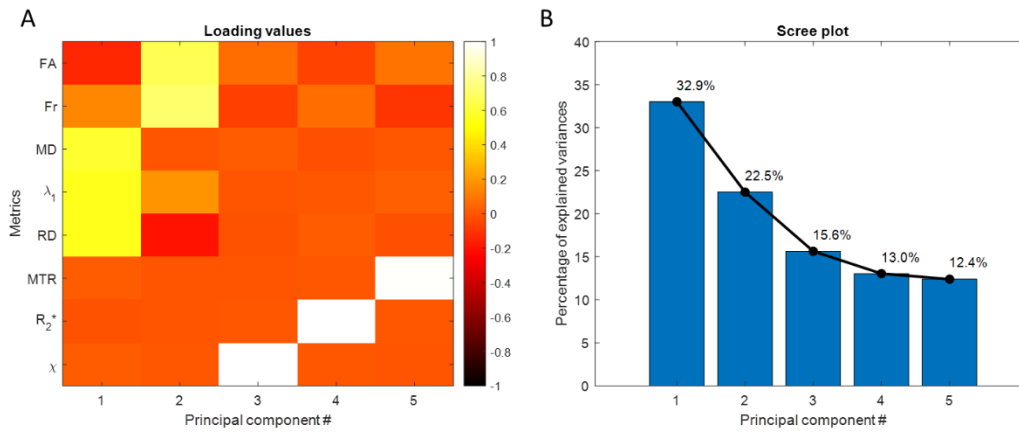 A
Loading values
Metrics
FA
Fr
MD
λ₁
RD
MTR
R₂*
χ
1 2 3 4 5
Principal component #
1
0.8
0.6
0.4
0.2
0
-0.2
-0.4
-0.6
-0.8
-1
B
Scree plot
Percentage of explained variances
40
35
30
25
20
15
10
5
0
32.9%
22.5%
15.6%
13.0%
12.4%
1 2 3 4 5
Principal component #